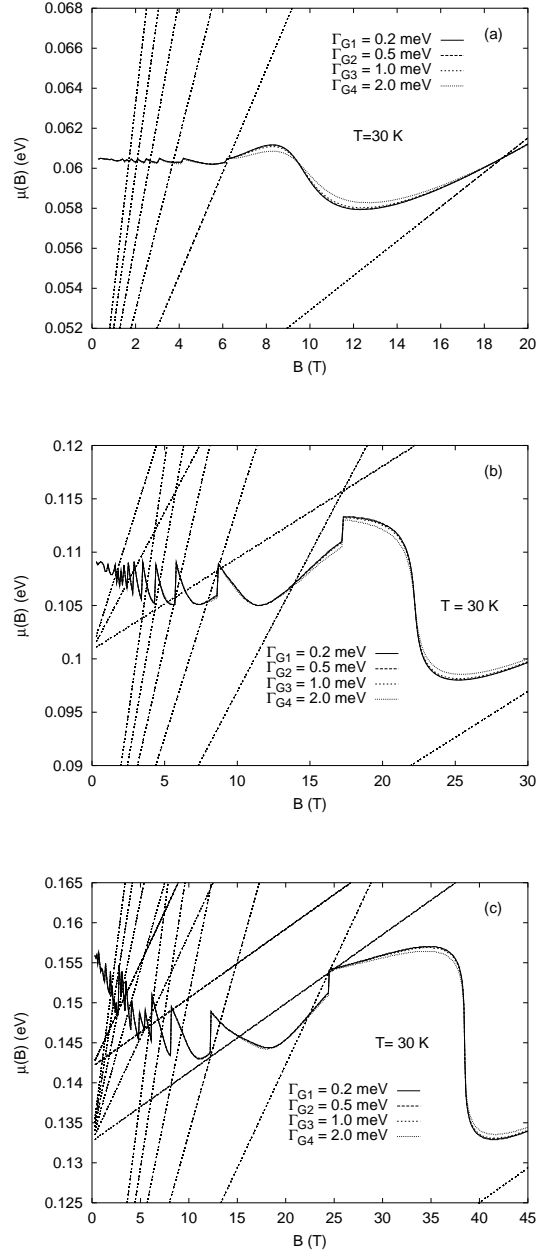 0.068
0.066
0.064
0.062
0.06
0.058
0.056
0.054
0.052
0 2 4 6 8 10 12 14 16 18 20
μ(B) (eV)
B (T)
(a)
Γ_G1 = 0.2 meV
Γ_G2 = 0.5 meV
Γ_G3 = 1.0 meV
Γ_G4 = 2.0 meV
T=30 K
0.12
0.115
0.11
0.105
0.1
0.095
0.09
0 5 10 15 20 25 30
μ(B) (eV)
B (T)
(b)
T = 30 K
Γ_G1 = 0.2 meV
Γ_G2 = 0.5 meV
Γ_G3 = 1.0 meV
Γ_G4 = 2.0 meV
0.165
0.16
0.155
0.15
0.145
0.14
0.135
0.13
0.125
0 5 10 15 20 25 30 35 40 45
μ(B) (eV)
B (T)
(c)
T= 30 K
Γ_G1 = 0.2 meV
Γ_G2 = 0.5 meV
Γ_G3 = 1.0 meV
Γ_G4 = 2.0 meV